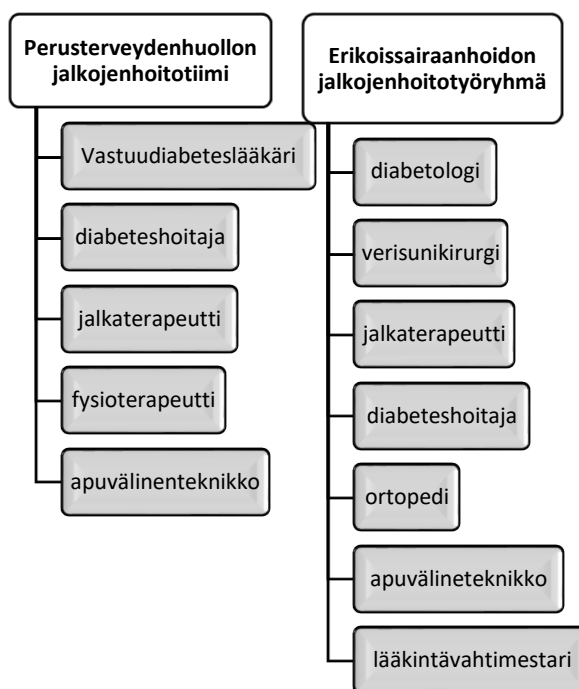 Perusterveydenhuollon
jalkojenhoitotiimi
Vastuudiabeteslääkäri
diabeteshoitaja
jalkaterapeutti
fysioterapeutti
apuvälinenteknikko
Erikoissairaanhoidon
jalkojenhoitotyöryhmä
diabetologi
verisunikirurgi
jalkaterapeutti
diabeteshoitaja
ortopedi
apuvälineteknikko
lääkintävahtimestari